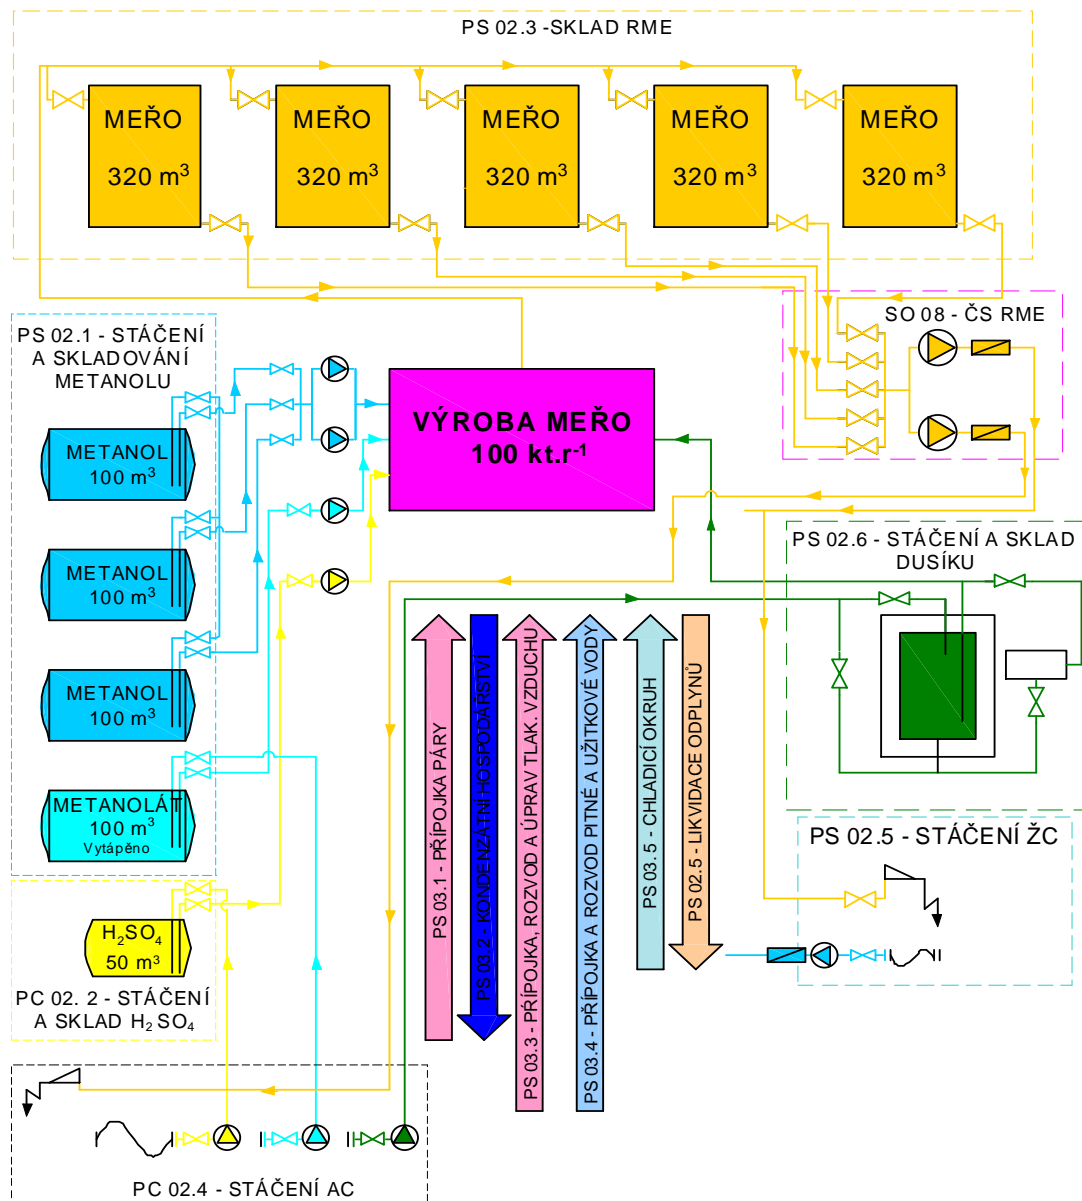 PS 02.3 -SKLAD RME
MEŘO
320 m³
MEŘO
320 m³
MEŘO
320 m³
MEŘO
320 m³
MEŘO
320 m³
PS 02.1 - STÁČENÍ
A SKLADOVÁNÍ
METANOLU
SO 08 - ČS RME
VÝROBA MEŘO
100 kt.r⁻¹
METANOL
100 m³
METANOL
100 m³
METANOL
100 m³
METANOLÁT
100 m³
Vytápěno
PS 02.6 - STÁČENÍ A SKLAD
DUSÍKU
PS 03.1 - PŘÍPOJKA PÁRY
PS 03.2 - KONDENZÁTNÍ HOSPODÁŘSTVÍ
PS 03.3 - PŘÍPOJKA, ROZVOD A ÚPRAV TLAK. VZDUCHU
PS 03.4 - PŘÍPOJKA A ROZVOD PITNÉ A UŽITKOVÉ VODY
PS 03.5 - CHLADICÍ OKRUH
PS 02.5 - LIKVIDACE ODPLYNŮ
PS 02.5 - STÁČENÍ ŽC
H₂SO₄
50 m³
PC 02. 2 - STÁČENÍ
A SKLAD H₂ SO₄
PC 02.4 - STÁČENÍ AC